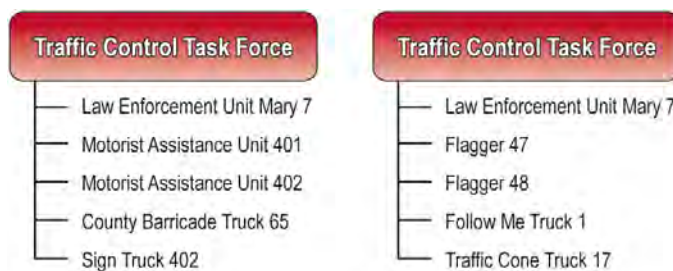 Traffic Control Task Force
Law Enforcement Unit Mary 7
Motorist Assistance Unit 401
Motorist Assistance Unit 402
County Barricade Truck 65
Sign Truck 402
Traffic Control Task Force
Law Enforcement Unit Mary 7
Flagger 47
Flagger 48
Follow Me Truck 1
Traffic Cone Truck 17